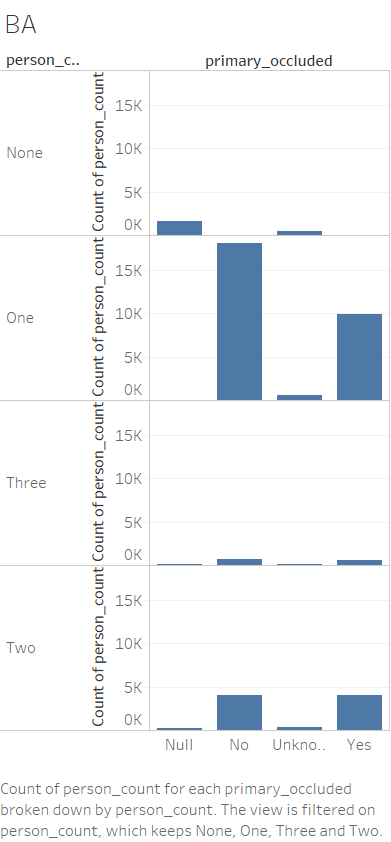 BA
person_c..
primary_occluded
None
Count of person_count
15K
10K
5K
0K
One
Count of person_count
15K
10K
5K
0K
Three
Count of person_count
15K
10K
5K
0K
Two
Count of person_count
15K
10K
5K
0K
Null No Unkno.. Yes
Count of person_count for each primary_occluded
broken down by person_count. The view is filtered on
person_count, which keeps None, One, Three and Two.